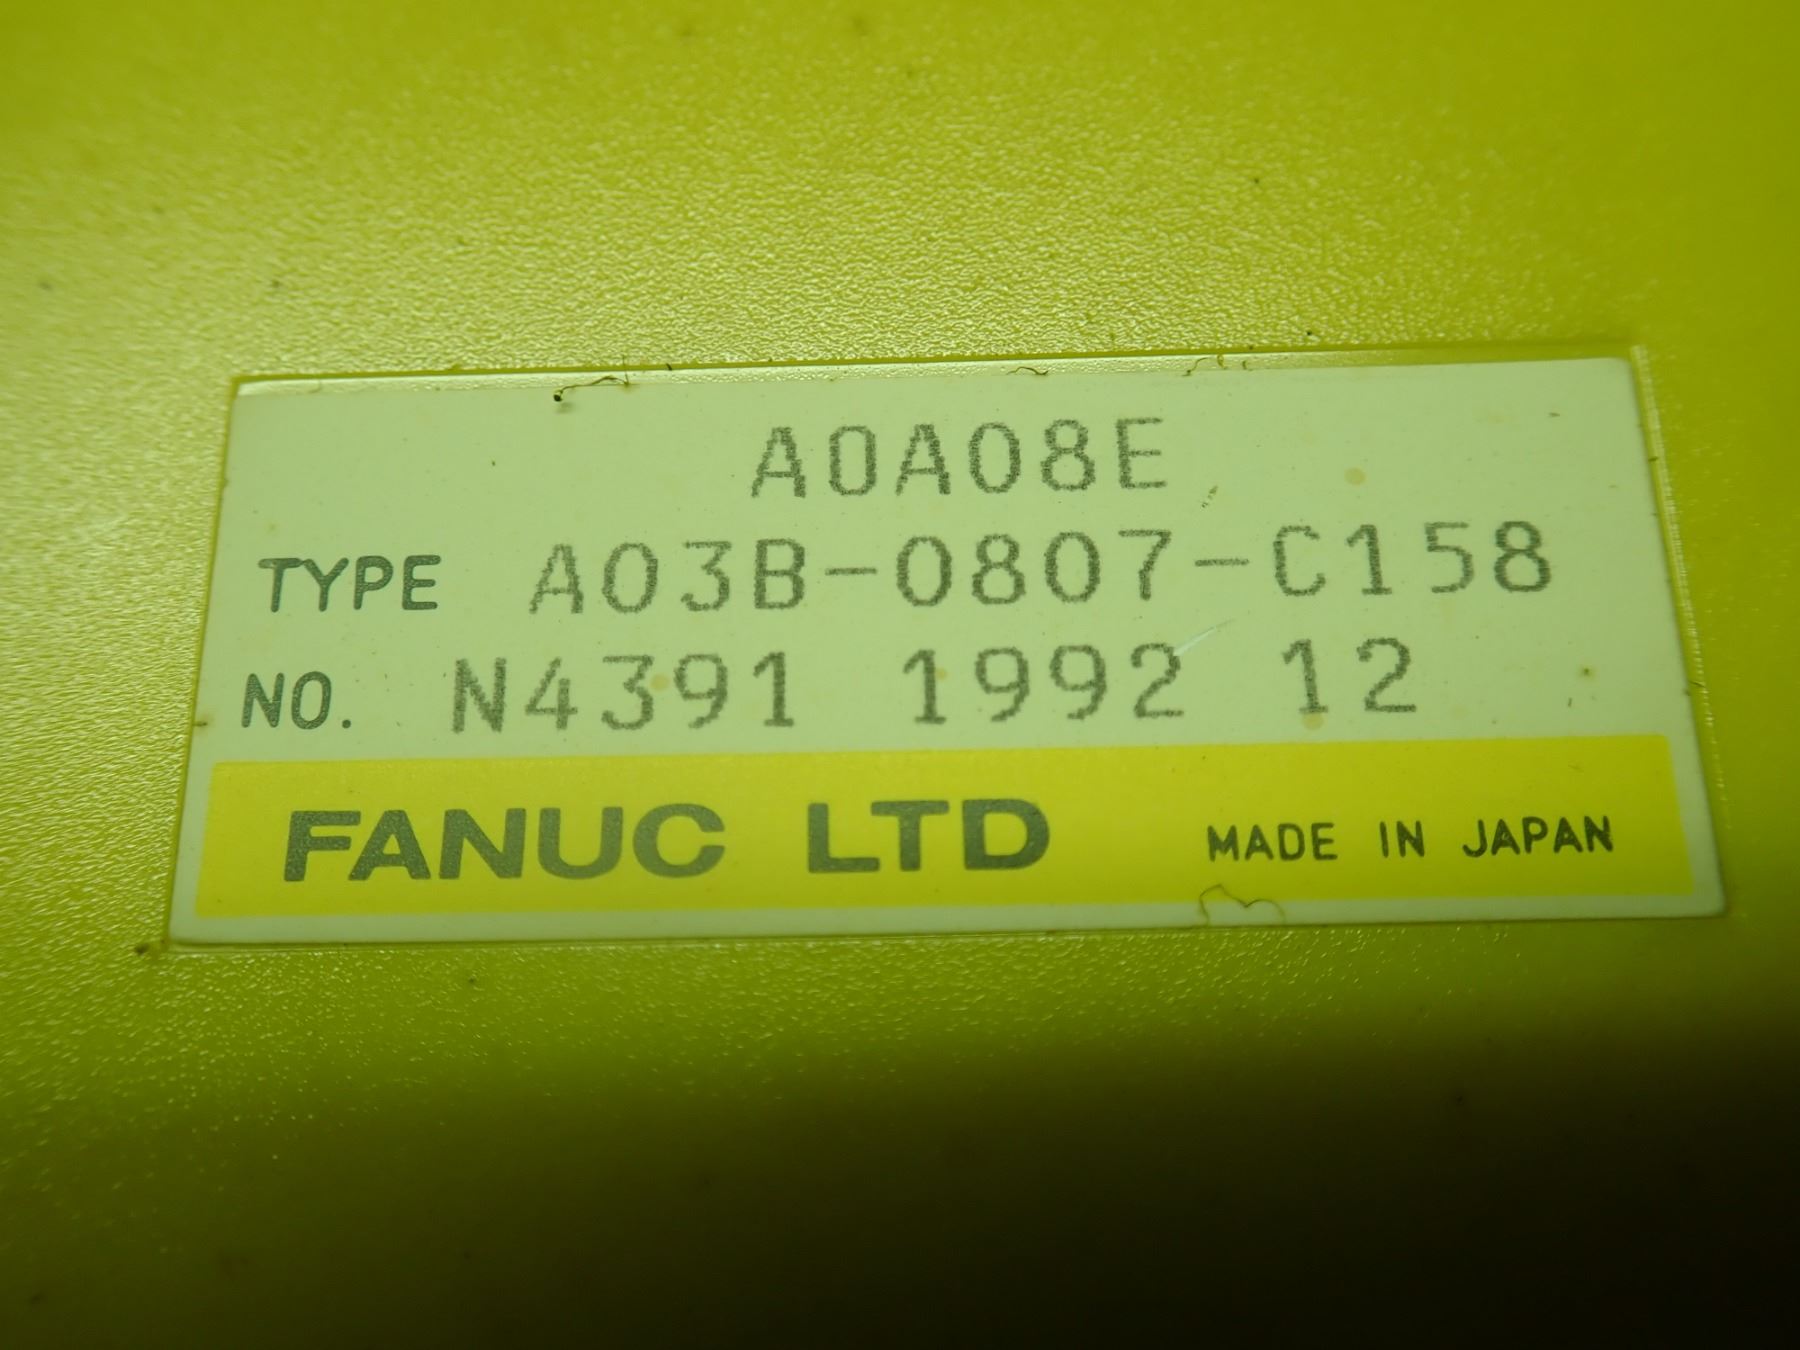 A0A08E
TYPE A03B-0807-C158
NO. N4391 1992 12
FANUC LTD MADE IN JAPAN